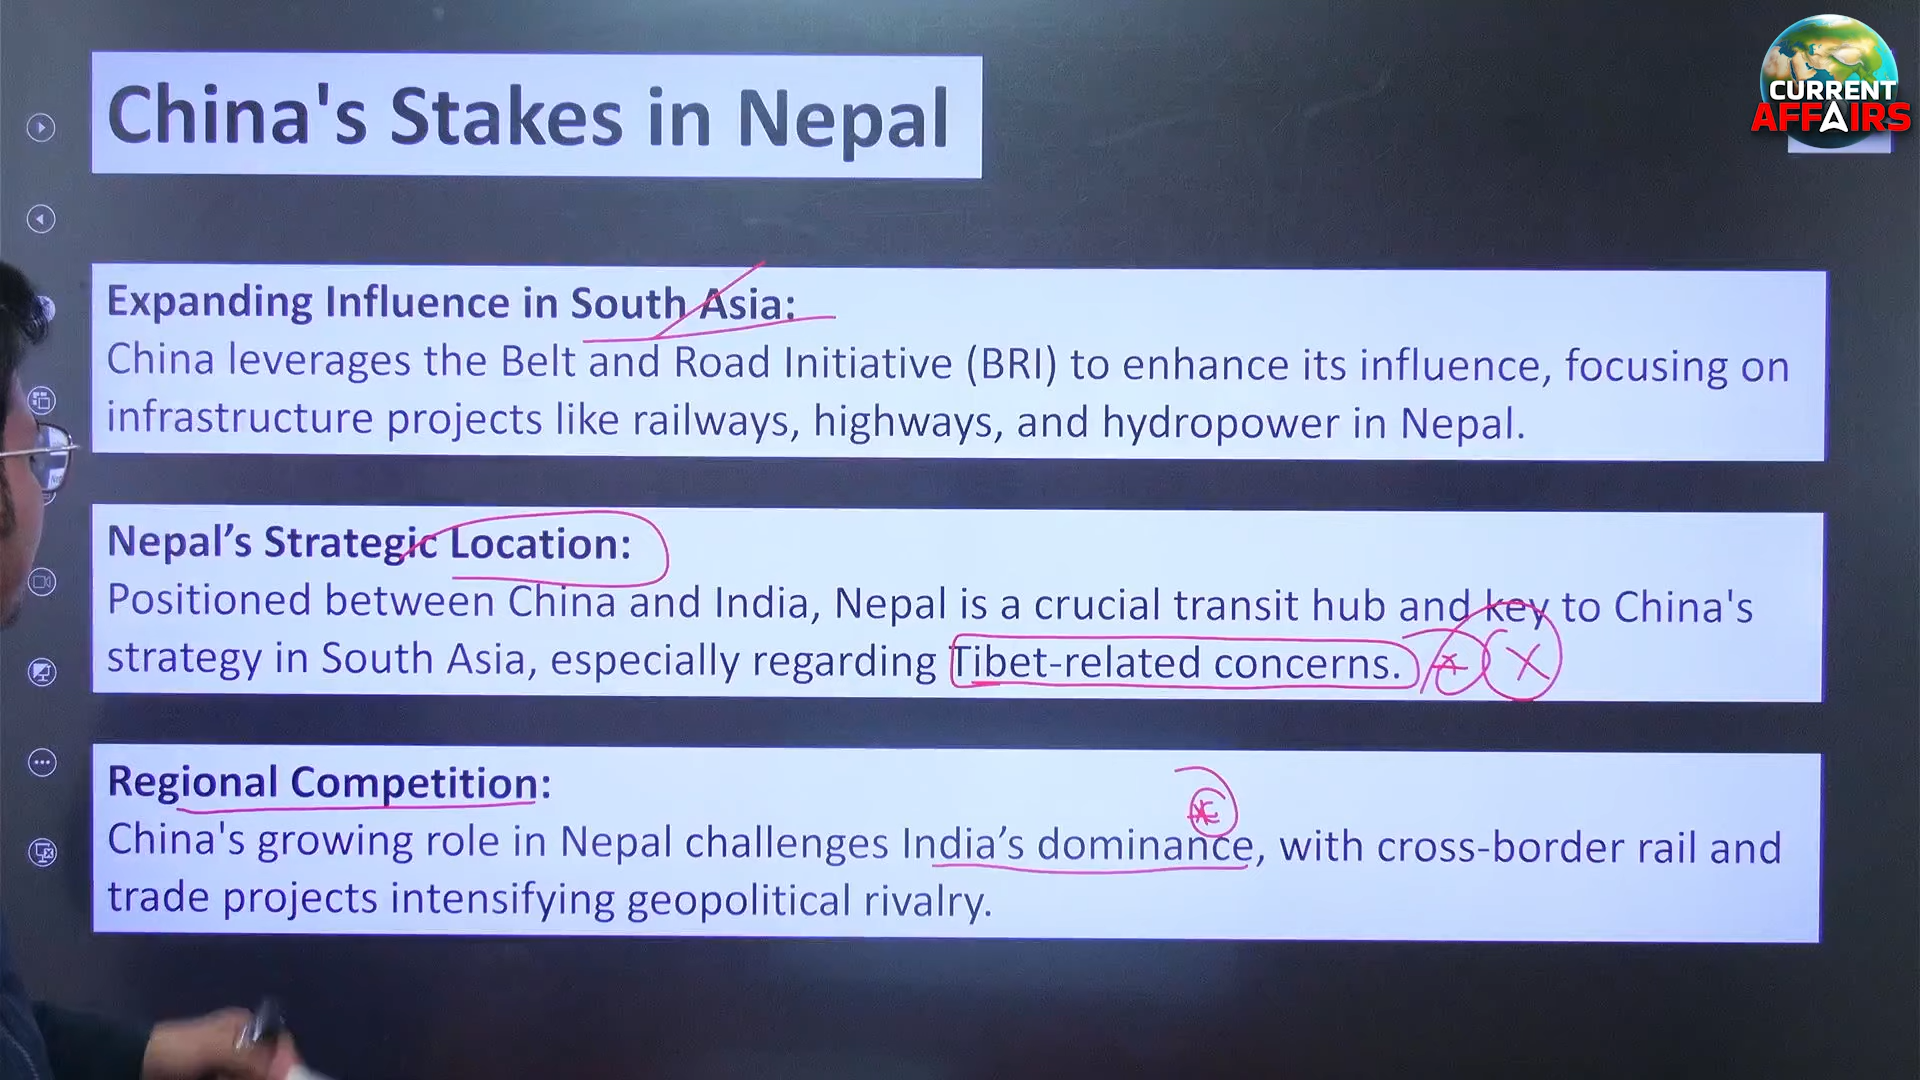 China's Stakes in Nepal
CURRENT
AFFAIRS
Expanding Influence in South Asia:
China leverages the Belt and Road Initiative (BRI) to enhance its influence, focusing on
infrastructure projects like railways, highways, and hydropower in Nepal.
Nepal’s Strategic Location:
Positioned between China and India, Nepal is a crucial transit hub and key to China's
strategy in South Asia, especially regarding Tibet-related concerns.
Regional Competition:
China's growing role in Nepal challenges India’s dominance, with cross-border rail and
trade projects intensifying geopolitical rivalry.